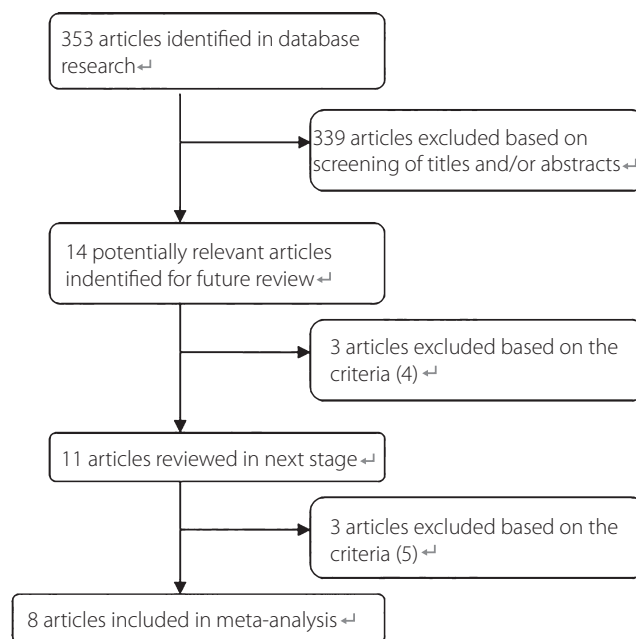 353 articles identified in database
research↵
339 articles excluded based on
screening of titles and/or abstracts↵
14 potentially relevant articles
indentified for future review↵
3 articles excluded based on the
criteria (4)↵
11 articles reviewed in next stage↵
3 articles excluded based on the
criteria (5)↵
8 articles included in meta-analysis↵